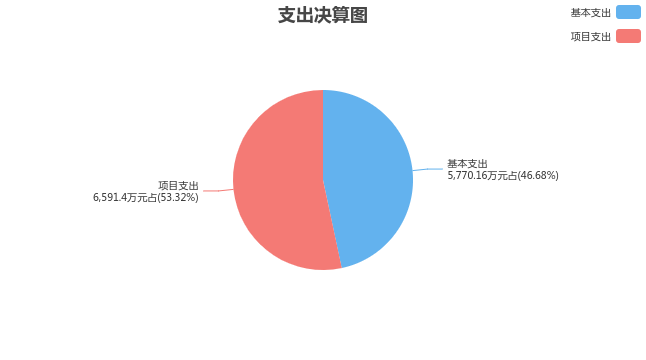 支出决算图
基本支出
项目支出
基本支出
5,770.16万元占(46.68%)
项目支出
6,591.4万元占(53.32%)